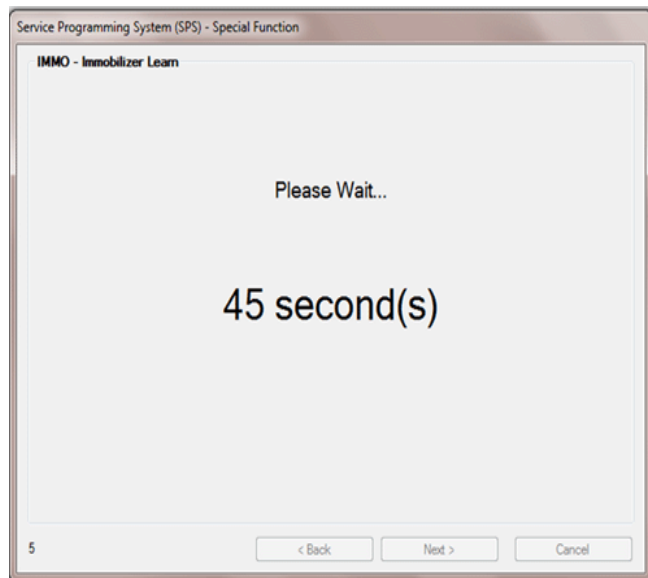 Service Programming System (SPS) - Special Function
IMMO - Immobilizer Learn
Please Wait...
45 second(s)
5
< Back
Next >
Cancel